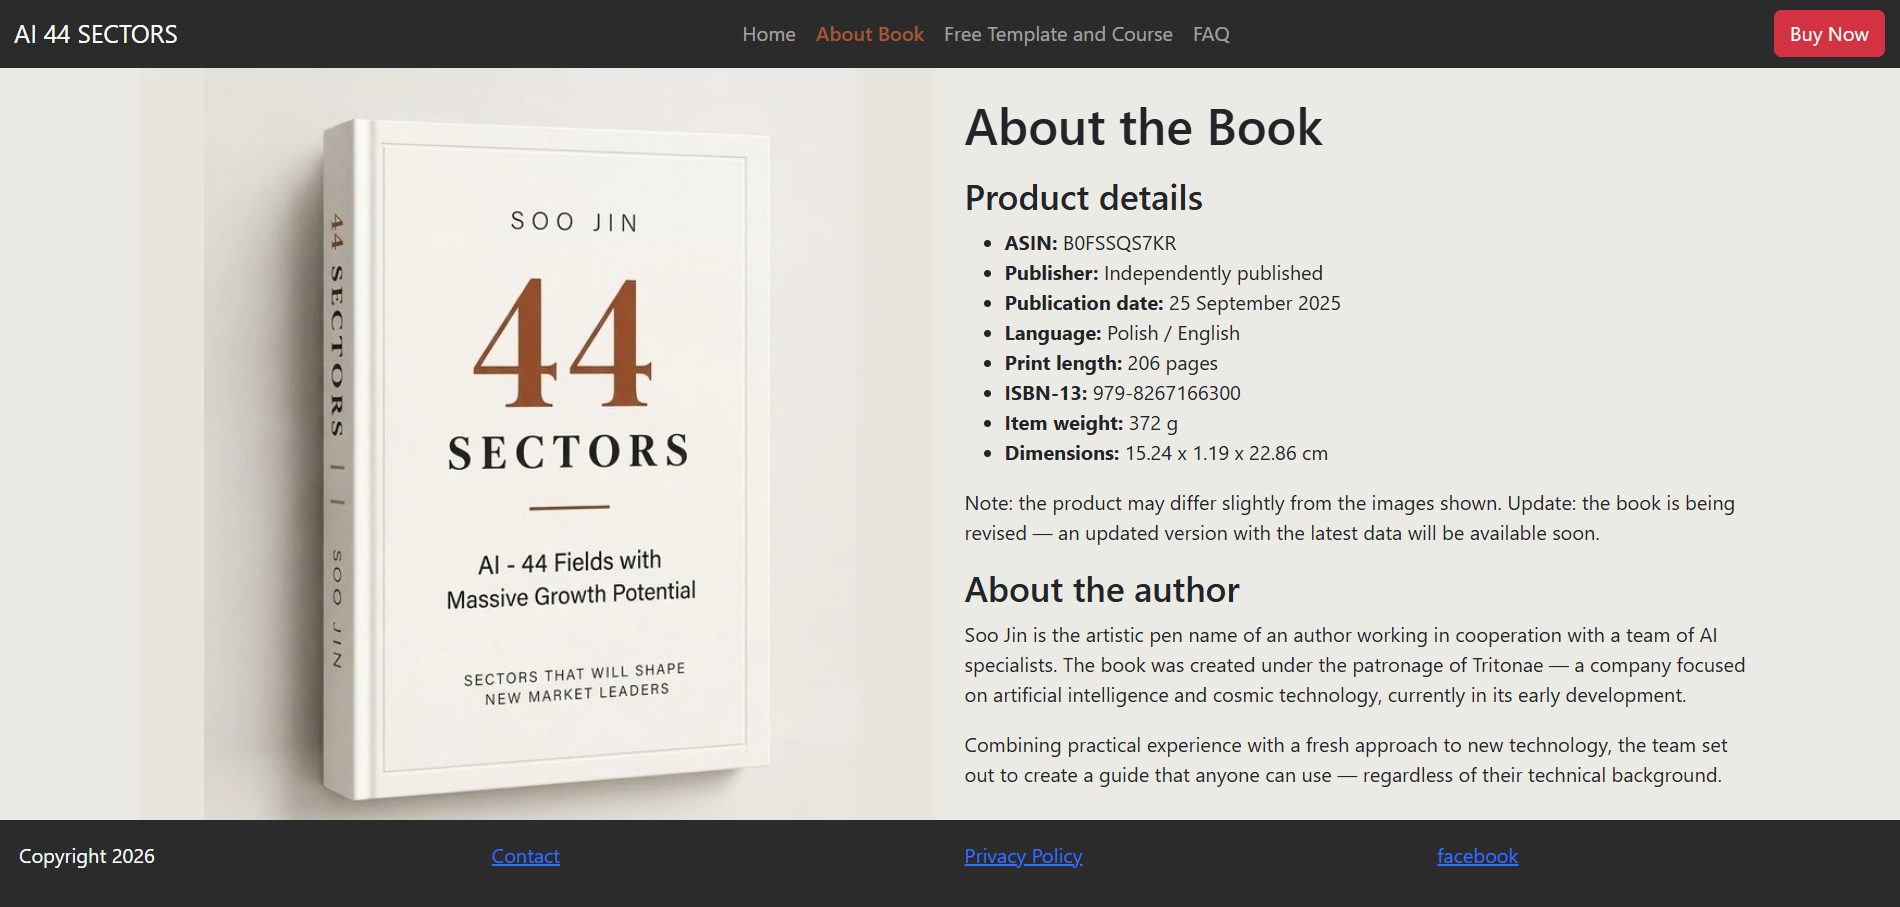 AI 44 SECTORS
Home
About Book
Free Template and Course
FAQ
Buy Now
44 SECTORS | | SOO JIN
SOO JIN
44
SECTORS
AI - 44 Fields with
Massive Growth Potential
SECTORS THAT WILL SHAPE
NEW MARKET LEADERS
About the Book
Product details
ASIN: B0FSSQS7KR
Publisher: Independently published
Publication date: 25 September 2025
Language: Polish / English
Print length: 206 pages
ISBN-13: 979-8267166300
Item weight: 372 g
Dimensions: 15.24 x 1.19 x 22.86 cm
Note: the product may differ slightly from the images shown. Update: the book is being
revised — an updated version with the latest data will be available soon.
About the author
Soo Jin is the artistic pen name of an author working in cooperation with a team of AI
specialists. The book was created under the patronage of Tritonae — a company focused
on artificial intelligence and cosmic technology, currently in its early development.
Combining practical experience with a fresh approach to new technology, the team set
out to create a guide that anyone can use — regardless of their technical background.
Copyright 2026
Contact
Privacy Policy
facebook